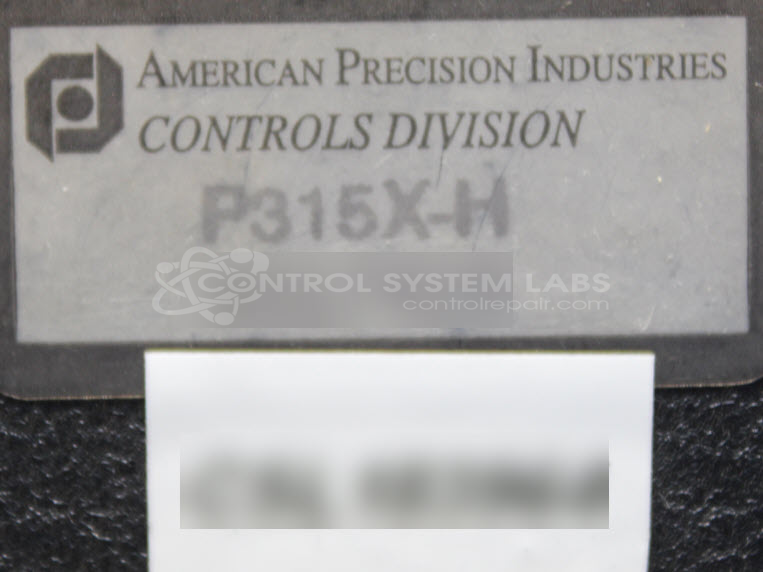 AMERICAN PRECISION INDUSTRIES
CONTROLS DIVISION
P315X-H
CONTROL SYSTEM LABS
controlrepair.com